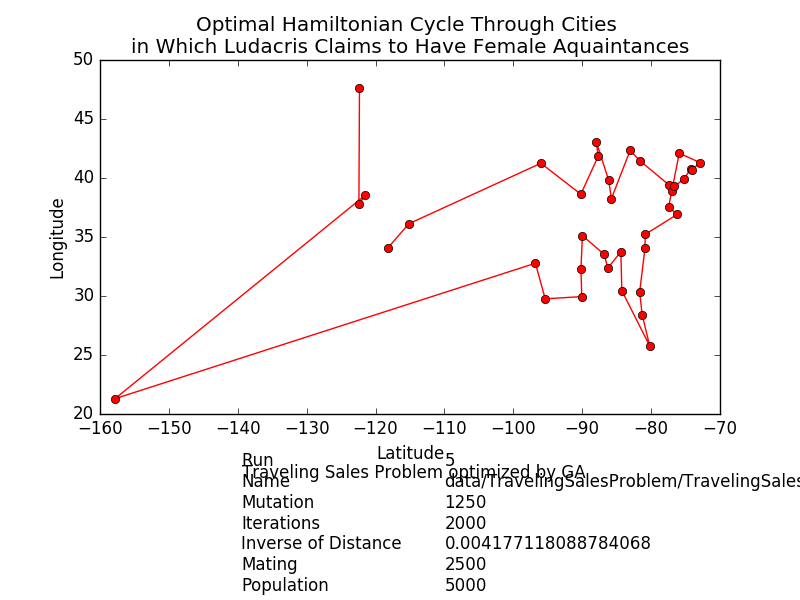 Optimal Hamiltonian Cycle Through Cities
in Which Ludacris Claims to Have Female Aquaintances
50
45
40
35
30
25
20
Longitude
−160 −150 −140 −130 −120 −110 −100 −90 −80 −70
Latitude
Run 5
Traveling Sales Problem optimized by GA
Name data/TravelingSalesProblem/TravelingSales
Mutation 1250
Iterations 2000
Inverse of Distance 0.004177118088784068
Mating 2500
Population 5000